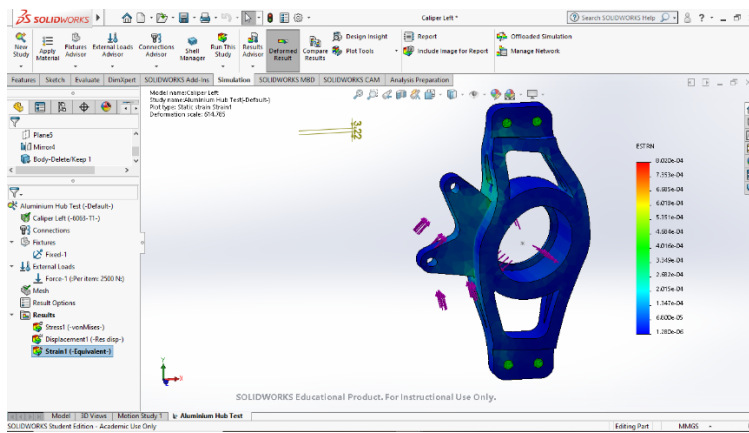 SOLIDWORKS
Caliper Left *
Search SOLIDWORKS Help
New Study
Apply Material
Fixtures Advisor
External Loads Advisor
Connections Advisor
Shell Manager
Run This Study
Results Advisor
Deformed Result
Compare Results
Design Insight
Plot Tools
Report
Include Image for Report
Offloaded Simulation
Manage Network
Features Sketch Evaluate DimXpert SOLIDWORKS Add-Ins Simulation SOLIDWORKS MBD SOLIDWORKS CAM Analysis Preparation
Plane5
Mirror4
Body-Delete/Keep 1
Aluminium Hub Test (-Default-)
Caliper Left (-6063-T1-)
Connections
Fixtures
Fixed-1
External Loads
Force-1 (:Per item: 2500 N:)
Mesh
Result Options
Results
Stress1 (-vonMises-)
Displacement1 (-Res disp-)
Strain1 (-Equivalent-)
Model name:Caliper Left
Study name:Aluminium Hub Test(-Default-)
Plot type: Static strain Strain1
Deformation scale: 614.765
3.22
ESTRN
8.020e-04
7.353e-04
6.685e-04
6.018e-04
5.351e-04
4.684e-04
4.016e-04
3.349e-04
2.682e-04
2.015e-04
1.347e-04
6.800e-05
1.280e-06
Y
X
SOLIDWORKS Educational Product. For Instructional Use Only.
Model 3D Views Motion Study 1 Aluminium Hub Test
SOLIDWORKS Student Edition - Academic Use Only
Editing Part MMGS